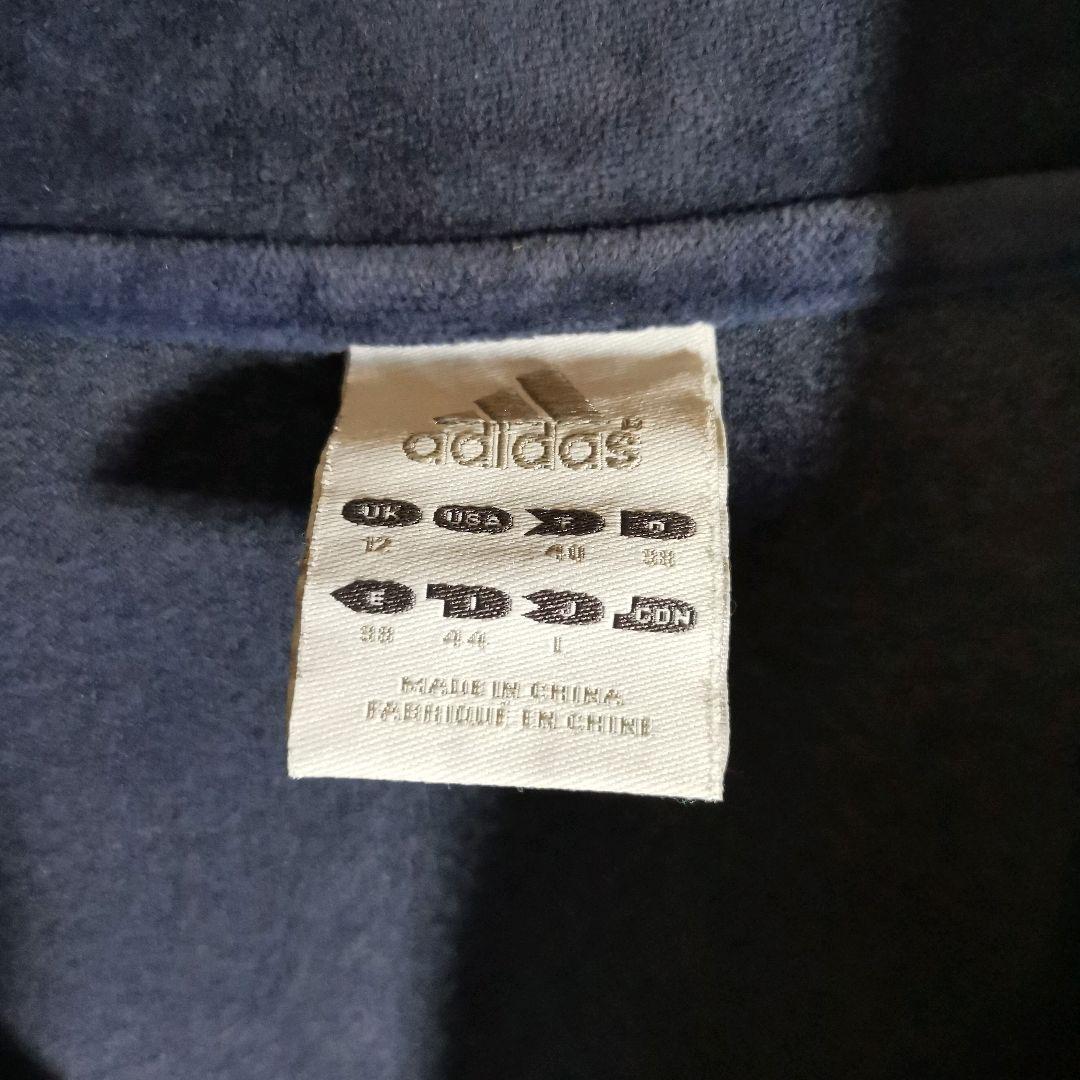 adidas
UK USA F D
12 40 38
E I J CDN
38 44 L
MADE IN CHINA
FABRIQUÉ EN CHINE